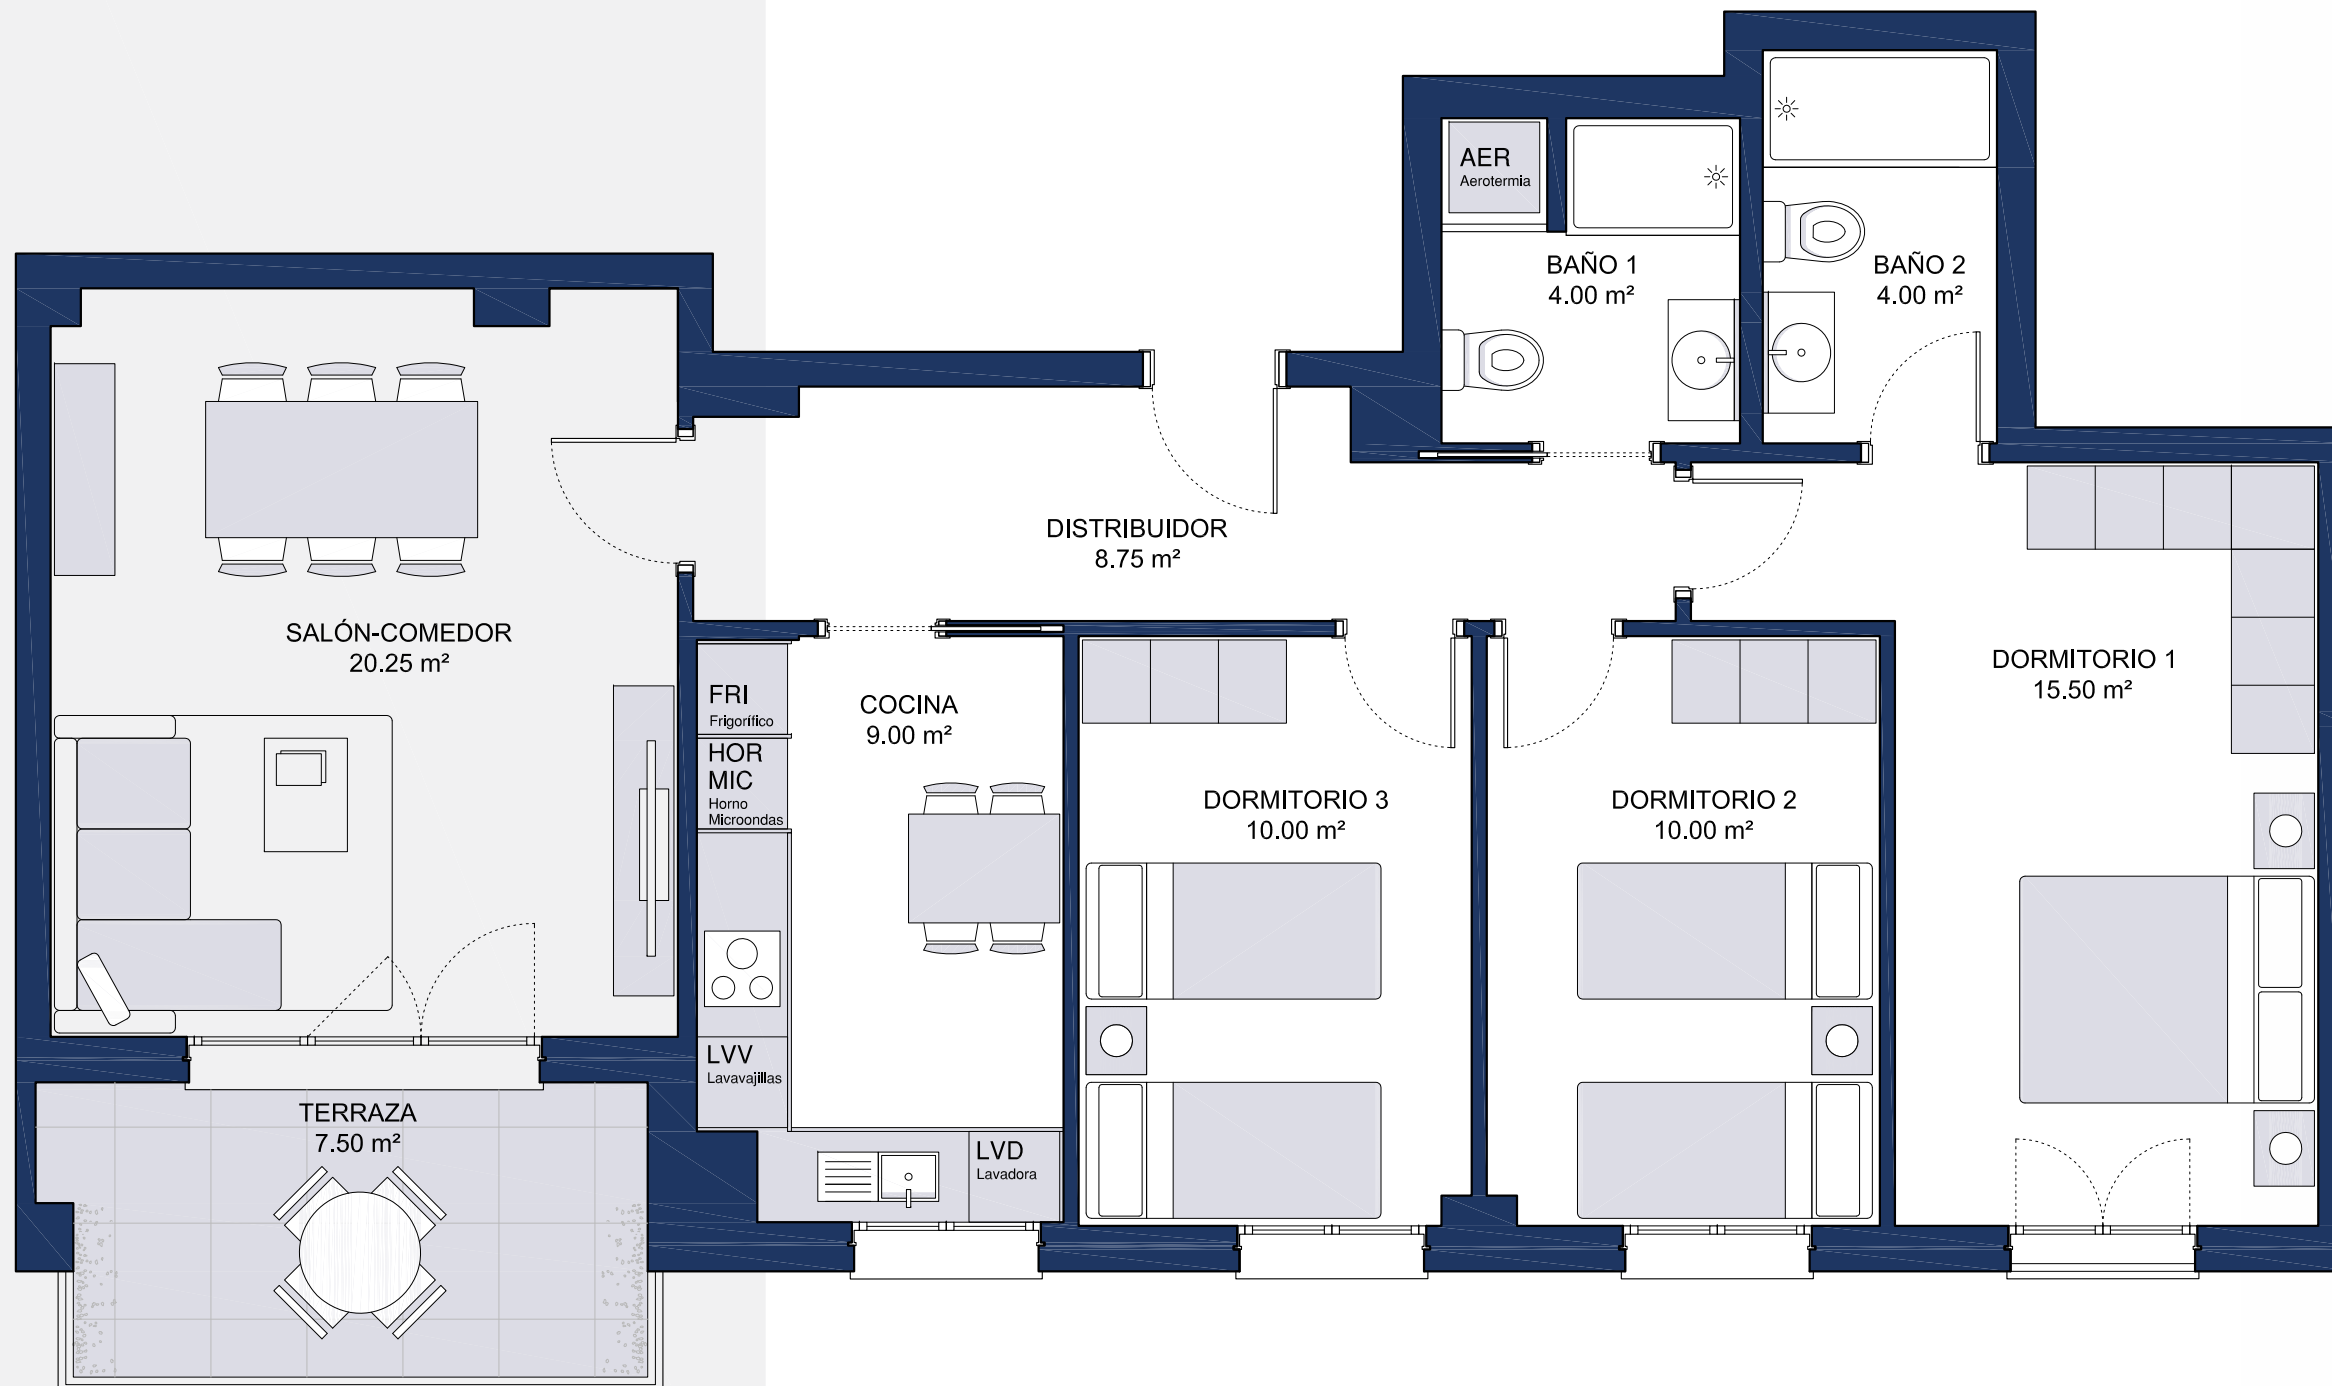 AER
Aerotermia
BAÑO 1
4.00 m²
BAÑO 2
4.00 m²
DISTRIBUIDOR
8.75 m²
SALÓN-COMEDOR
20.25 m²
FRI
Frigorífico
HOR
MIC
Horno
Microondas
COCINA
9.00 m²
DORMITORIO 3
10.00 m²
DORMITORIO 2
10.00 m²
DORMITORIO 1
15.50 m²
LVV
Lavavajillas
TERRAZA
7.50 m²
LVD
Lavadora